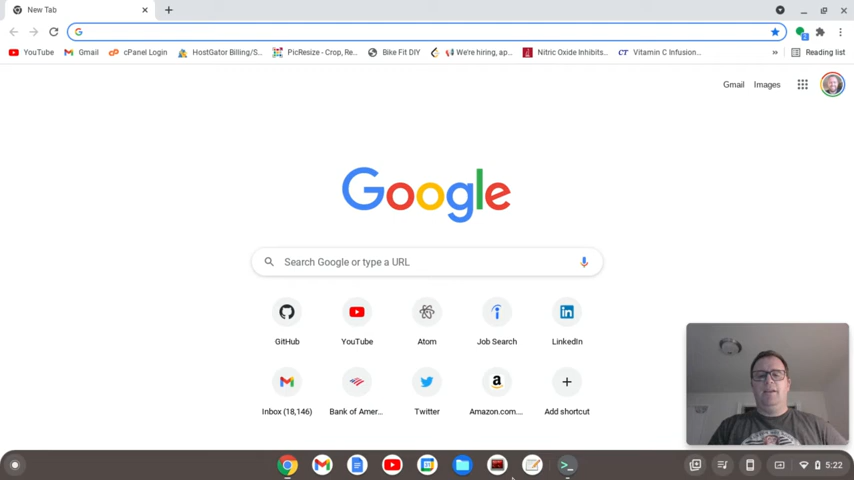 New Tab
YouTube
Gmail
cPanel Login
HostGator Billing/S...
PicResize - Crop, Re...
Bike Fit DIY
We're hiring, ap...
Nitric Oxide Inhibits...
CT Vitamin C Infusion...
»
Reading list
Gmail
Images
Google
Search Google or type a URL
GitHub
YouTube
Atom
Job Search
LinkedIn
Inbox (18,146)
Bank of Amer...
Twitter
Amazon.com...
Add shortcut
5:22